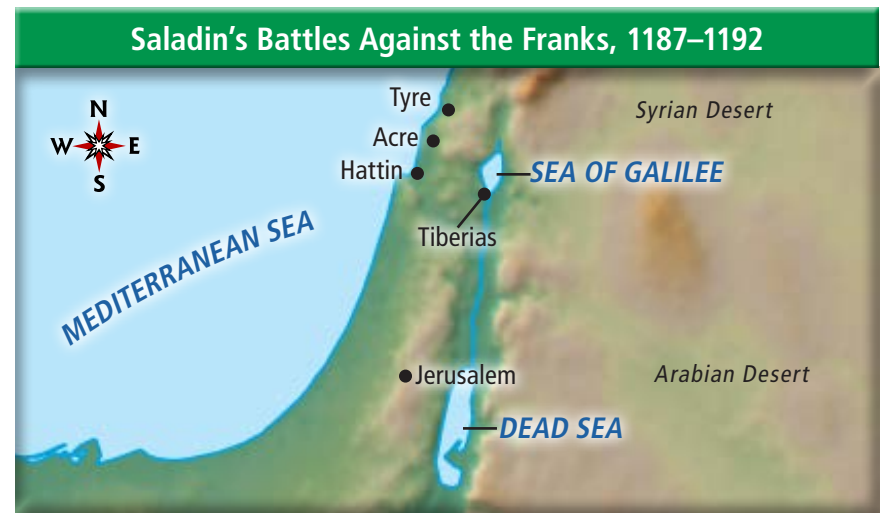 Saladin’s Battles Against the Franks, 1187–1192
N
W
E
S
Tyre
Acre
Hattin
Syrian Desert
SEA OF GALILEE
Tiberias
MEDITERRANEAN SEA
Jerusalem
Arabian Desert
DEAD SEA